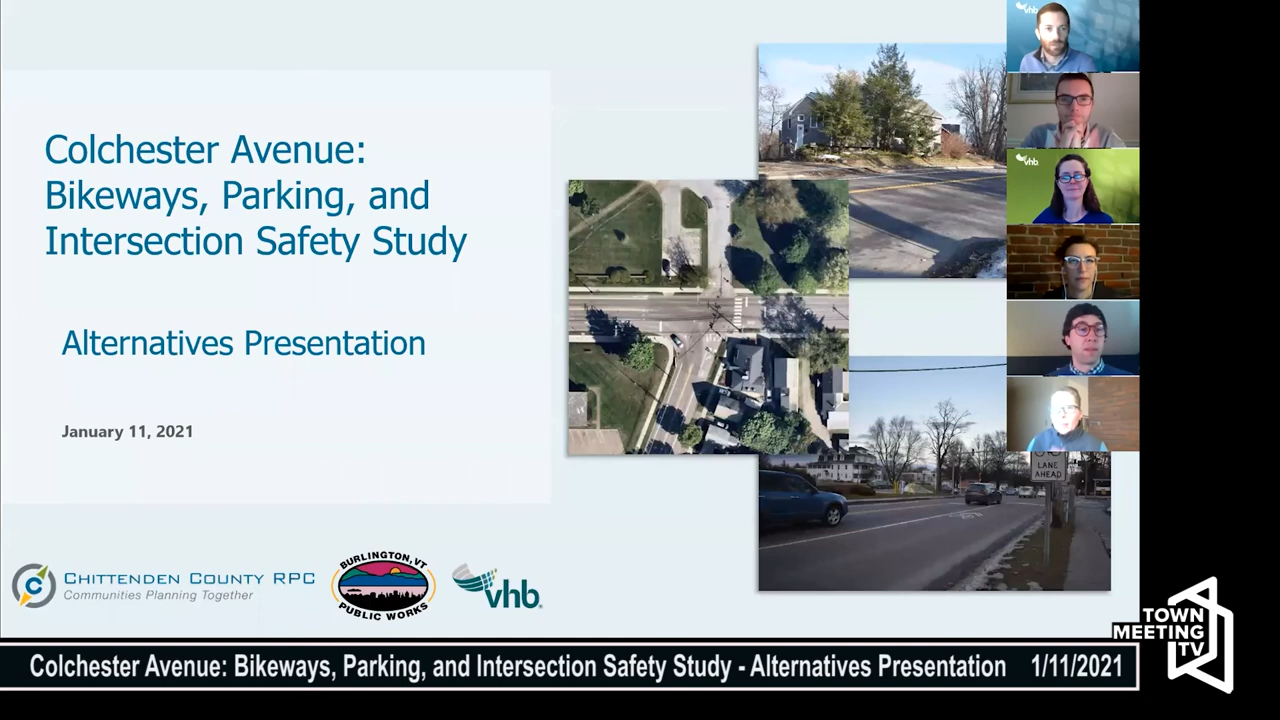 Colchester Avenue:
Bikeways, Parking, and
Intersection Safety Study
Alternatives Presentation
January 11, 2021
CHITTENDEN COUNTY RPC
Communities Planning Together
C
BURLINGTON, VT
PUBLIC WORKS
vhb
vhb
vhb
LANE
AHEAD
TOWN
MEETING
TV
Colchester Avenue: Bikeways, Parking, and Intersection Safety Study - Alternatives Presentation 1/11/2021